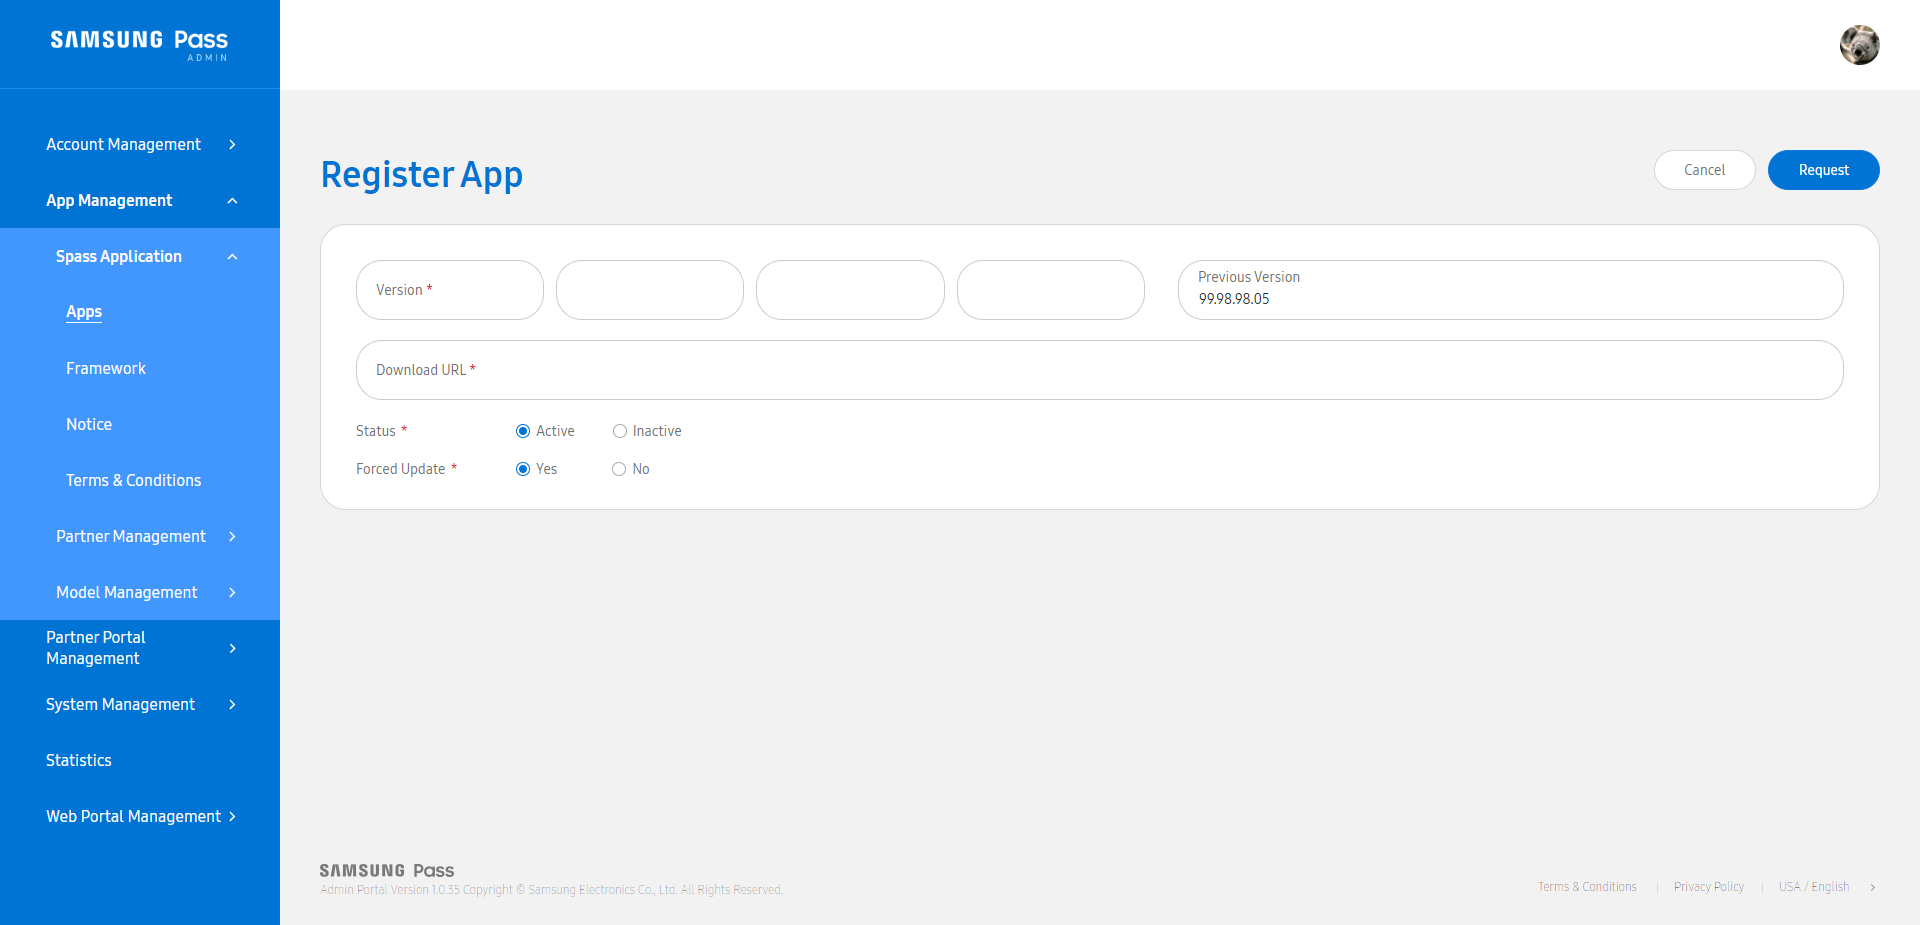 SAMSUNG Pass
ADMIN
Account Management
App Management
Spass Application
Apps
Framework
Notice
Terms & Conditions
Partner Management
Model Management
Partner Portal
Management
System Management
Statistics
Web Portal Management
Register App
Cancel
Request
Version *
Previous Version
99.98.98.05
Download URL *
Status *
Active
Inactive
Forced Update *
Yes
No
SAMSUNG Pass
Admin Portal Version 1.0.35 Copyright © Samsung Electronics Co., Ltd. All Rights Reserved.
Terms & Conditions
Privacy Policy
USA / English